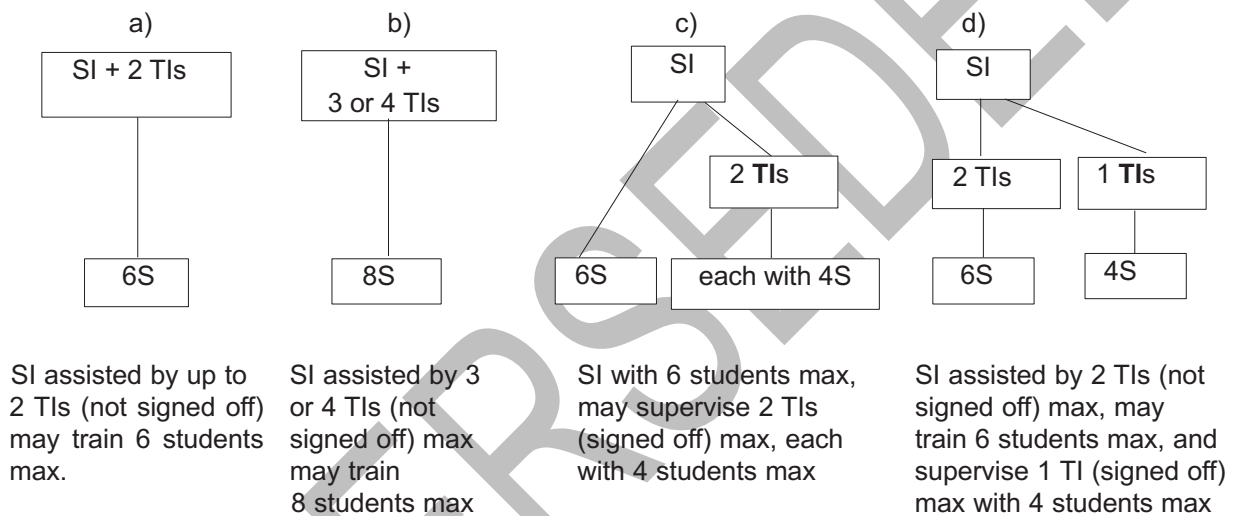 a)
SI + 2 TIs
6S
SI assisted by up to
2 TIs (not signed off)
may train 6 students
max.
b)
SI +
3 or 4 TIs
8S
SI assisted by 3
or 4 TIs (not
signed off) max
may train
8 students max
c)
SI
2 TIs
6S
each with 4S
SI with 6 students max,
may supervise 2 TIs
(signed off) max, each
with 4 students max
d)
SI
2 TIs
1 TIs
6S
4S
SI assisted by 2 TIs (not
signed off) max, may
train 6 students max, and
supervise 1 TI (signed off)
max with 4 students max